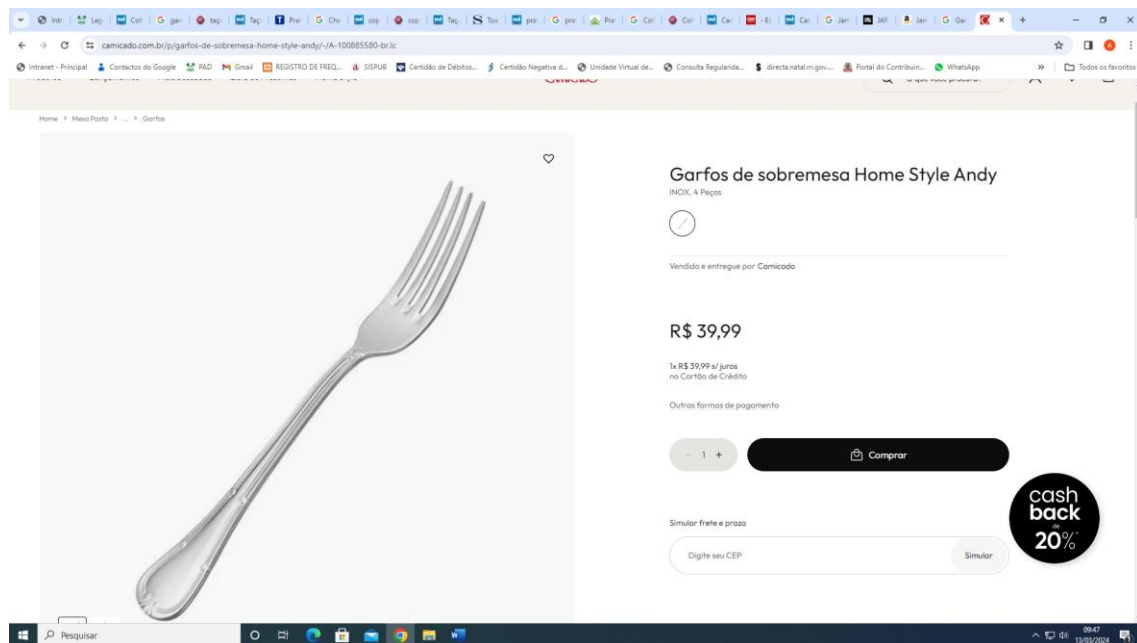 camicado.com.br/p/garfos-de-sobremesa-home-style-andy/-/A-100885580-br.lc
Intranet - Principal Contactos do Google PAD Gmail REGISTRO DE FREQ... SISPUB Certidão de Débitos... Certidão Negativa d... Unidade Virtual de... Consulta Regularida... directa.natal.rn.gov.... Portal do Contribuin... WhatsApp » Todos os favoritos
Home > Mesa Posta > ... > Garfos
Garfos de sobremesa Home Style Andy
INOX, 4 Peças
Vendido e entregue por Camicado
R$ 39,99
1x R$ 39,99 s/ juros
no Cartão de Crédito
Outras formas de pagamento
- 1 +
Comprar
cash
back
de
20%
Simular frete e prazo
Digite seu CEP
Simular
Pesquisar
09:47
13/03/2024